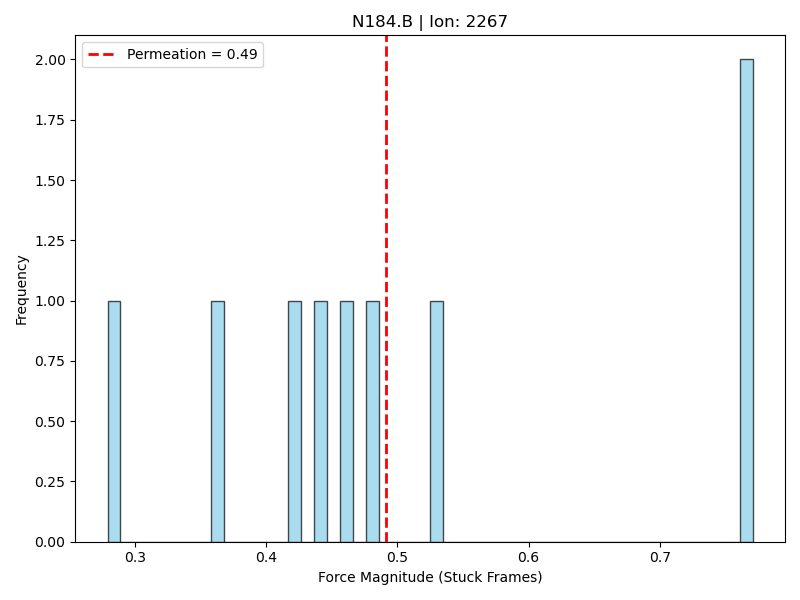 N184.B | Ion: 2267
Permeation = 0.49
2.00
1.75
1.50
1.25
1.00
0.75
0.50
0.25
0.00
Frequency
0.3 0.4 0.5 0.6 0.7
Force Magnitude (Stuck Frames)